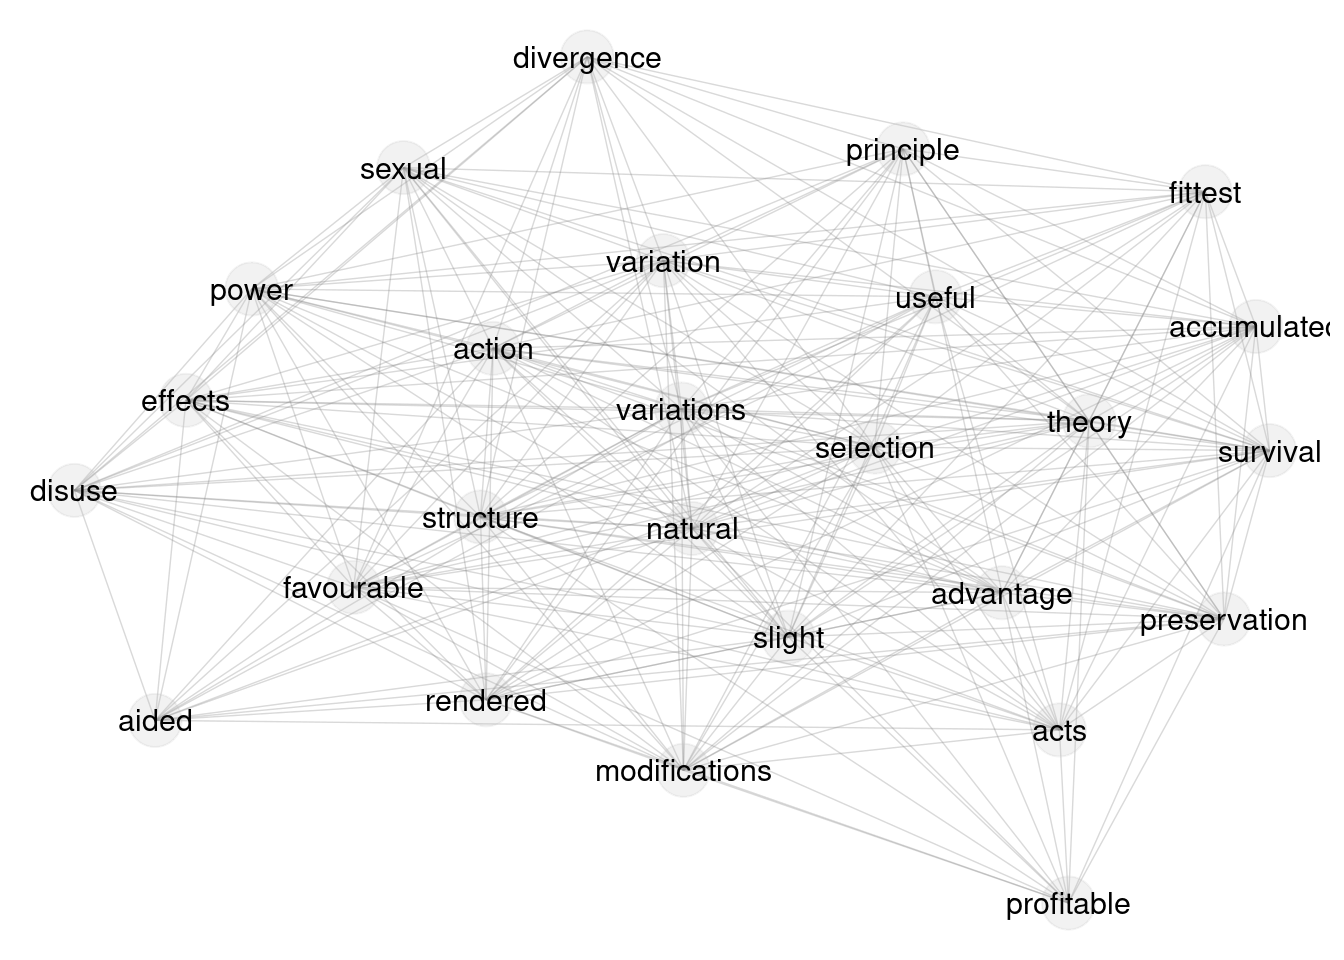 divergence
principle
sexual
fittest
variation
power
useful
accumulated
action
effects
variations
theory
selection
survival
disuse
structure
natural
favourable
advantage
preservation
slight
rendered
aided
acts
modifications
profitable